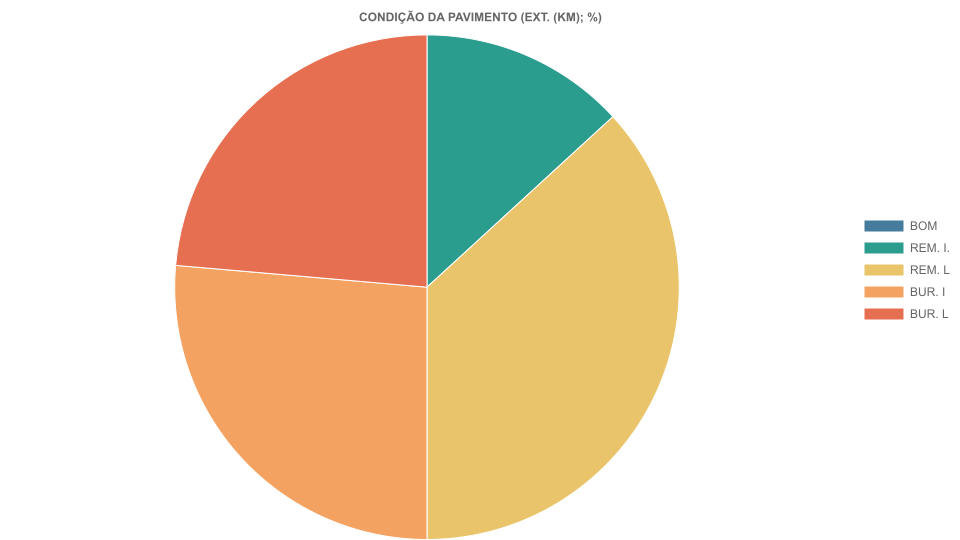 CONDIÇÃO DA PAVIMENTO (EXT. (KM); %)
BOM
REM. I.
REM. L
BUR. I
BUR. L